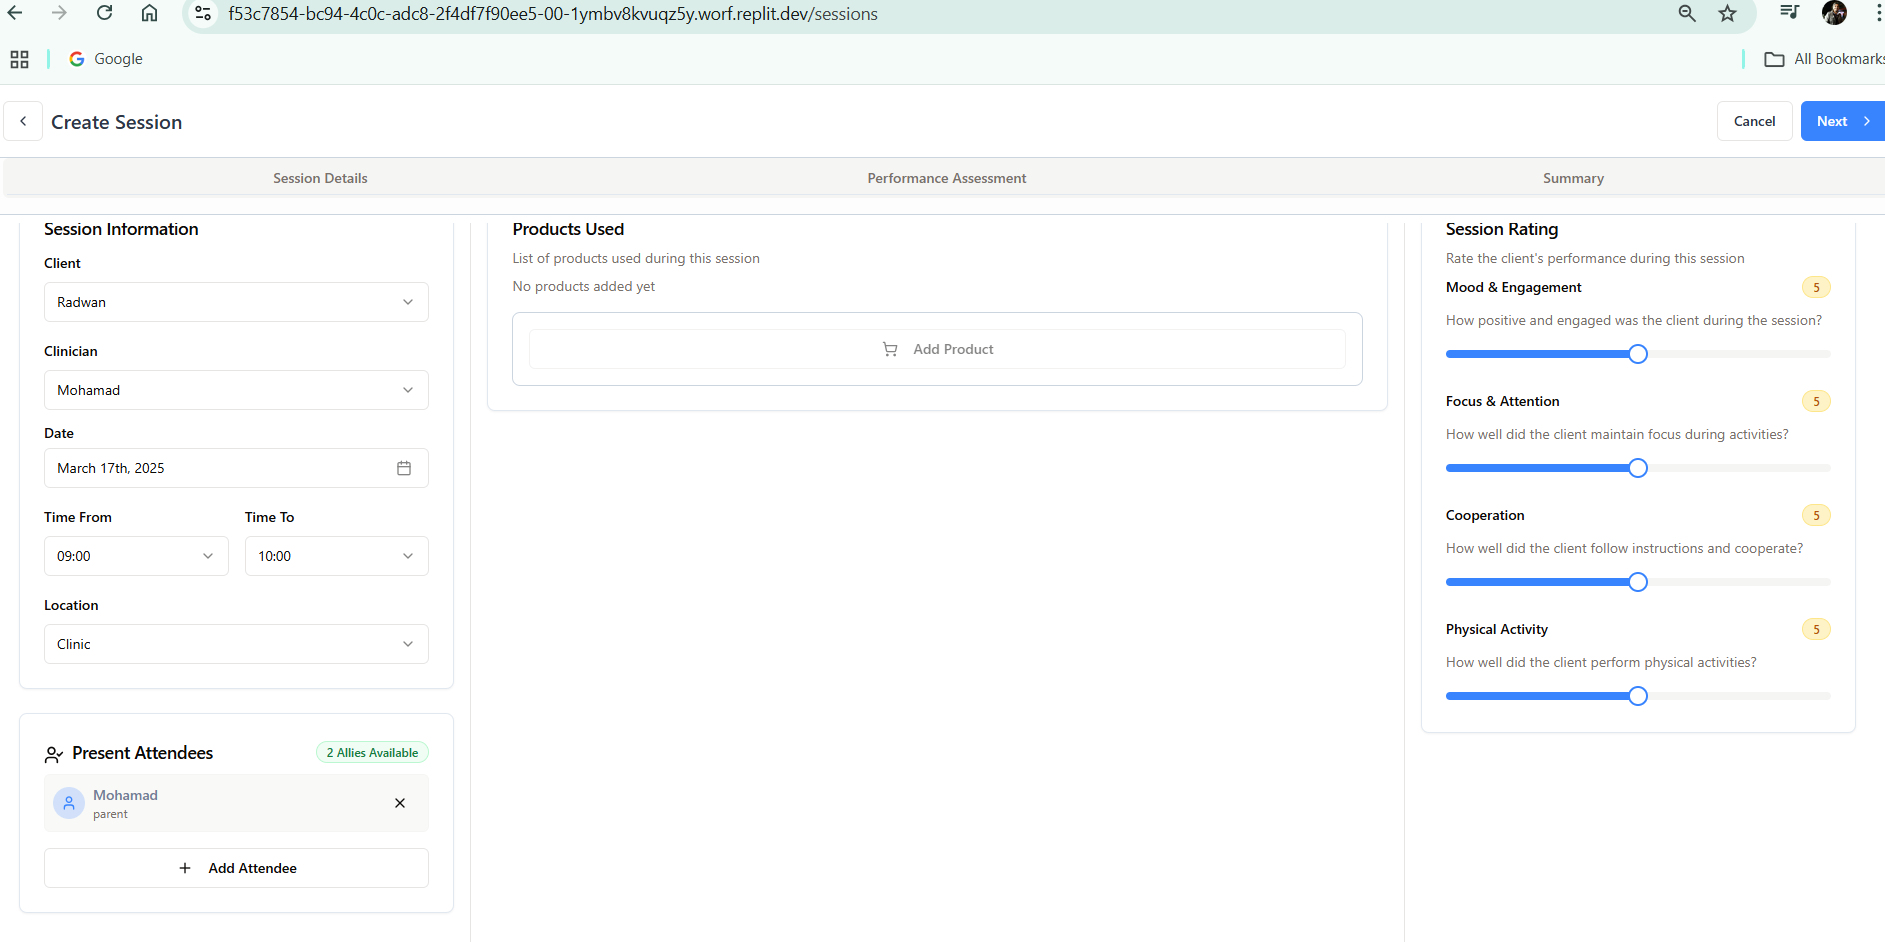 f53c7854-bc94-4c0c-adc8-2f4df7f90ee5-00-1ymbv8kvuqz5y.worf.replit.dev/sessions
Google
All Bookmarks
Create Session
Cancel
Next
Session Details
Performance Assessment
Summary
Session Information
Client
Radwan
Clinician
Mohamad
Date
March 17th, 2025
Time From
Time To
09:00
10:00
Location
Clinic
Present Attendees
2 Allies Available
Mohamad
parent
Add Attendee
Products Used
List of products used during this session
No products added yet
Add Product
Session Rating
Rate the client's performance during this session
Mood & Engagement
5
How positive and engaged was the client during the session?
Focus & Attention
5
How well did the client maintain focus during activities?
Cooperation
5
How well did the client follow instructions and cooperate?
Physical Activity
5
How well did the client perform physical activities?